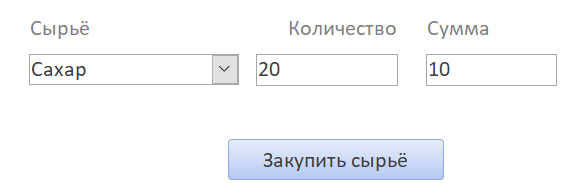 Сырьё Количество Сумма
Сахар 20 10
Закупить сырьё